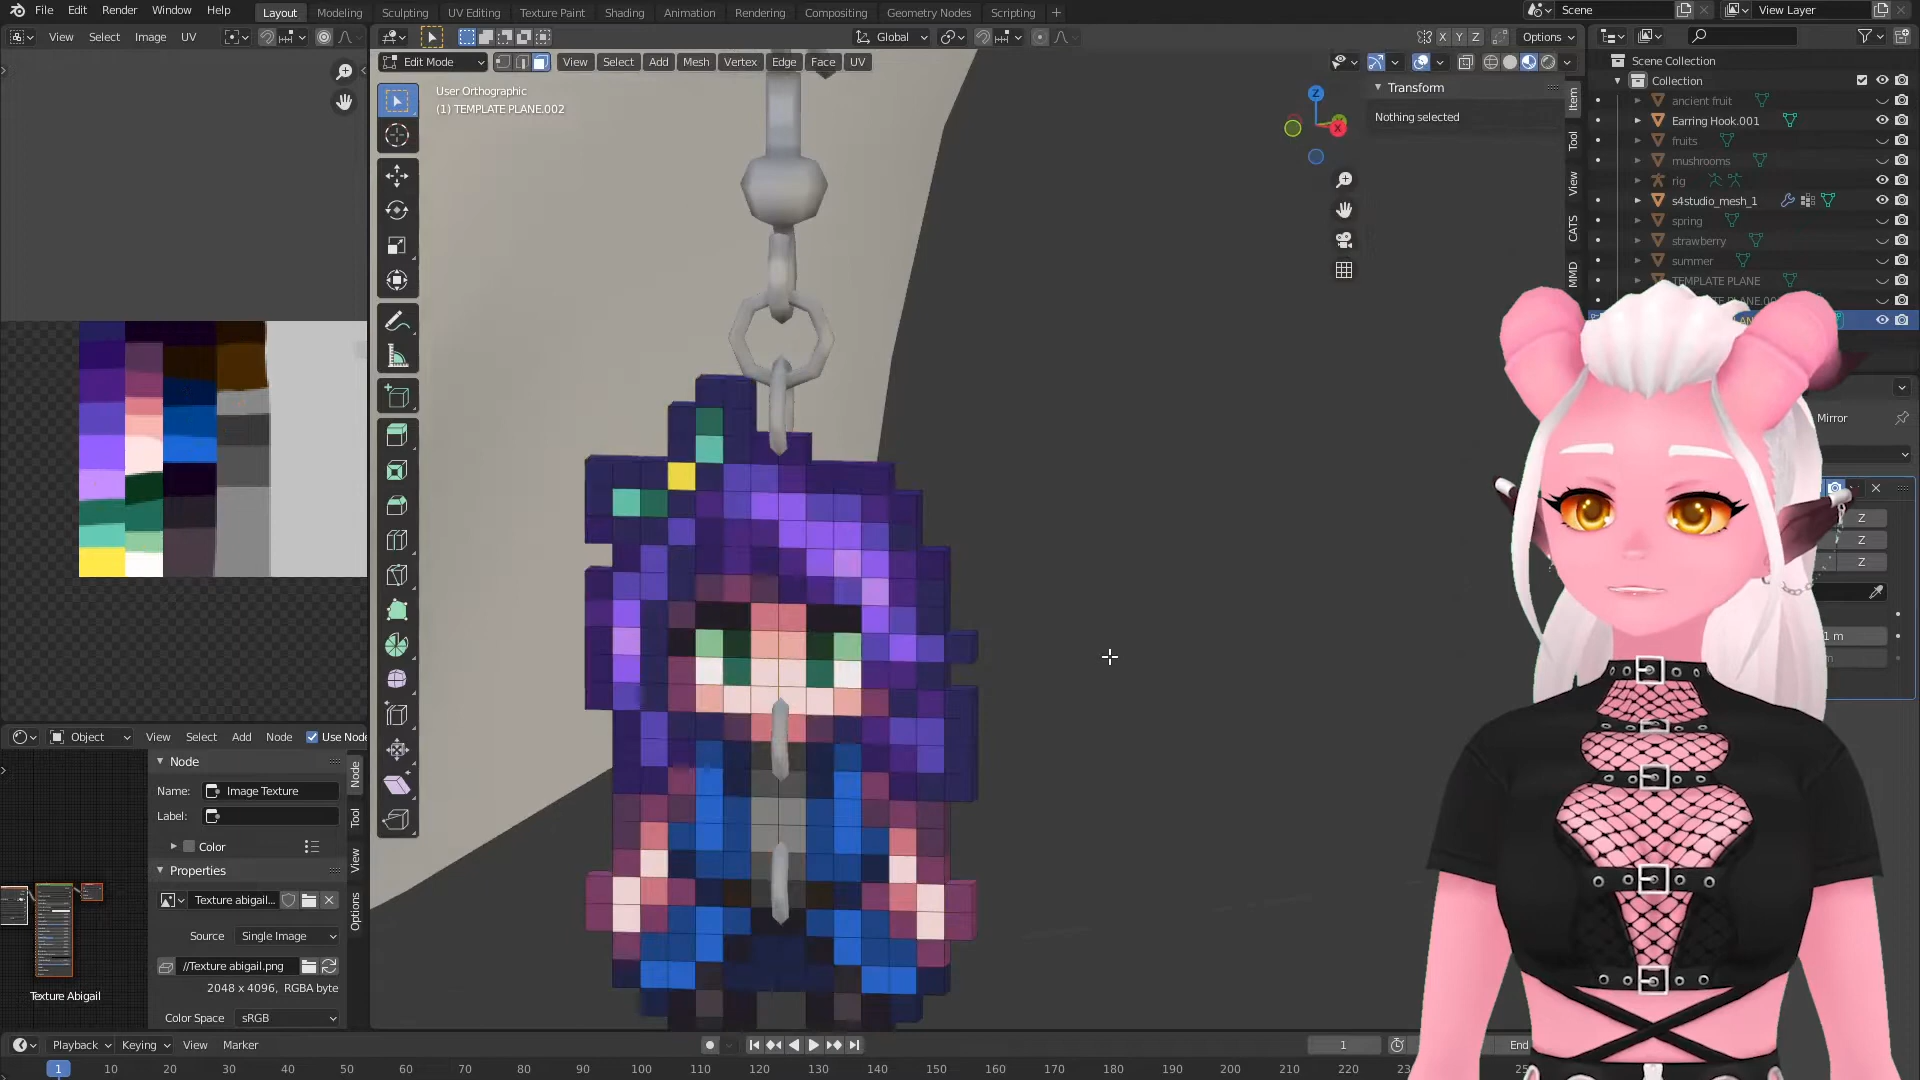 File Edit Render Window Help Layout Modeling Sculpting UV Editing Texture Paint Shading Animation Rendering Compositing Geometry Nodes Scripting + Scene View Layer
View Select Image UV Global X Y Z Options
Edit Mode View Select Add Mesh Vertex Edge Face UV
User Orthographic
(1) TEMPLATE PLANE.002
Transform
Nothing selected
Item
Tool
View
CATS
MMD
Z
X
Scene Collection
Collection
ancient fruit
Earring Hook.001
fruits
mushrooms
rig
s4studio_mesh_1
spring
strawberry
summer
TEMPLATE PLANE
Mirror
Z
Z
Z
1 m
Object View Select Add Node Use Node
Node
Name: Image Texture
Label:
Color
Properties
Texture abigail...
Source Single Image
//Texture abigail.png
2048 x 4096, RGBA byte
Color Space sRGB
Node
Tool
View
Options
Texture Abigail
Playback Keying View Marker 1 End
1 10 20 30 40 50 60 70 80 90 100 110 120 130 140 150 160 170 180 190 200 210 220 230